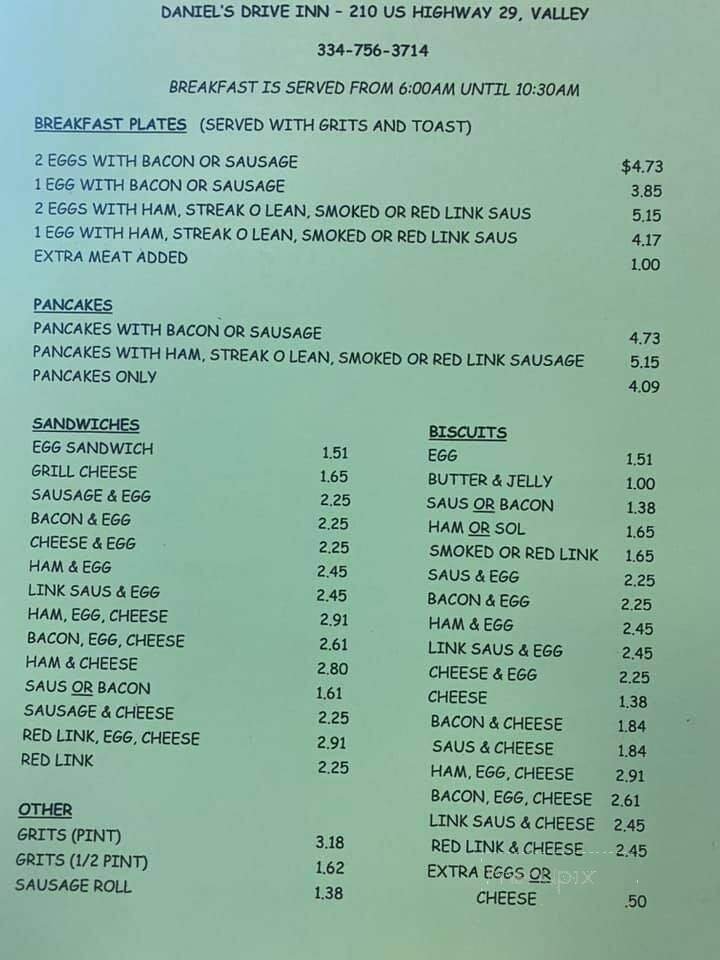 DANIEL'S DRIVE INN - 210 US HIGHWAY 29, VALLEY
334-756-3714
BREAKFAST IS SERVED FROM 6:00AM UNTIL 10:30AM
BREAKFAST PLATES (SERVED WITH GRITS AND TOAST)
2 EGGS WITH BACON OR SAUSAGE $4.73
1 EGG WITH BACON OR SAUSAGE 3.85
2 EGGS WITH HAM, STREAK O LEAN, SMOKED OR RED LINK SAUS 5.15
1 EGG WITH HAM, STREAK O LEAN, SMOKED OR RED LINK SAUS 4.17
EXTRA MEAT ADDED 1.00
PANCAKES
PANCAKES WITH BACON OR SAUSAGE 4.73
PANCAKES WITH HAM, STREAK O LEAN, SMOKED OR RED LINK SAUSAGE 5.15
PANCAKES ONLY 4.09
SANDWICHES
EGG SANDWICH 1.51
GRILL CHEESE 1.65
SAUSAGE & EGG 2.25
BACON & EGG 2.25
CHEESE & EGG 2.25
HAM & EGG 2.45
LINK SAUS & EGG 2.45
HAM, EGG, CHEESE 2.91
BACON, EGG, CHEESE 2.61
HAM & CHEESE 2.80
SAUS OR BACON 1.61
SAUSAGE & CHEESE 2.25
RED LINK, EGG, CHEESE 2.91
RED LINK 2.25
OTHER
GRITS (PINT) 3.18
GRITS (1/2 PINT) 1.62
SAUSAGE ROLL 1.38
BISCUITS
EGG 1.51
BUTTER & JELLY 1.00
SAUS OR BACON 1.38
HAM OR SOL 1.65
SMOKED OR RED LINK 1.65
SAUS & EGG 2.25
BACON & EGG 2.25
HAM & EGG 2.45
LINK SAUS & EGG 2.45
CHEESE & EGG 2.25
CHEESE 1.38
BACON & CHEESE 1.84
SAUS & CHEESE 1.84
HAM, EGG, CHEESE 2.91
BACON, EGG, CHEESE 2.61
LINK SAUS & CHEESE 2.45
RED LINK & CHEESE 2.45
EXTRA EGGS OR
CHEESE .50